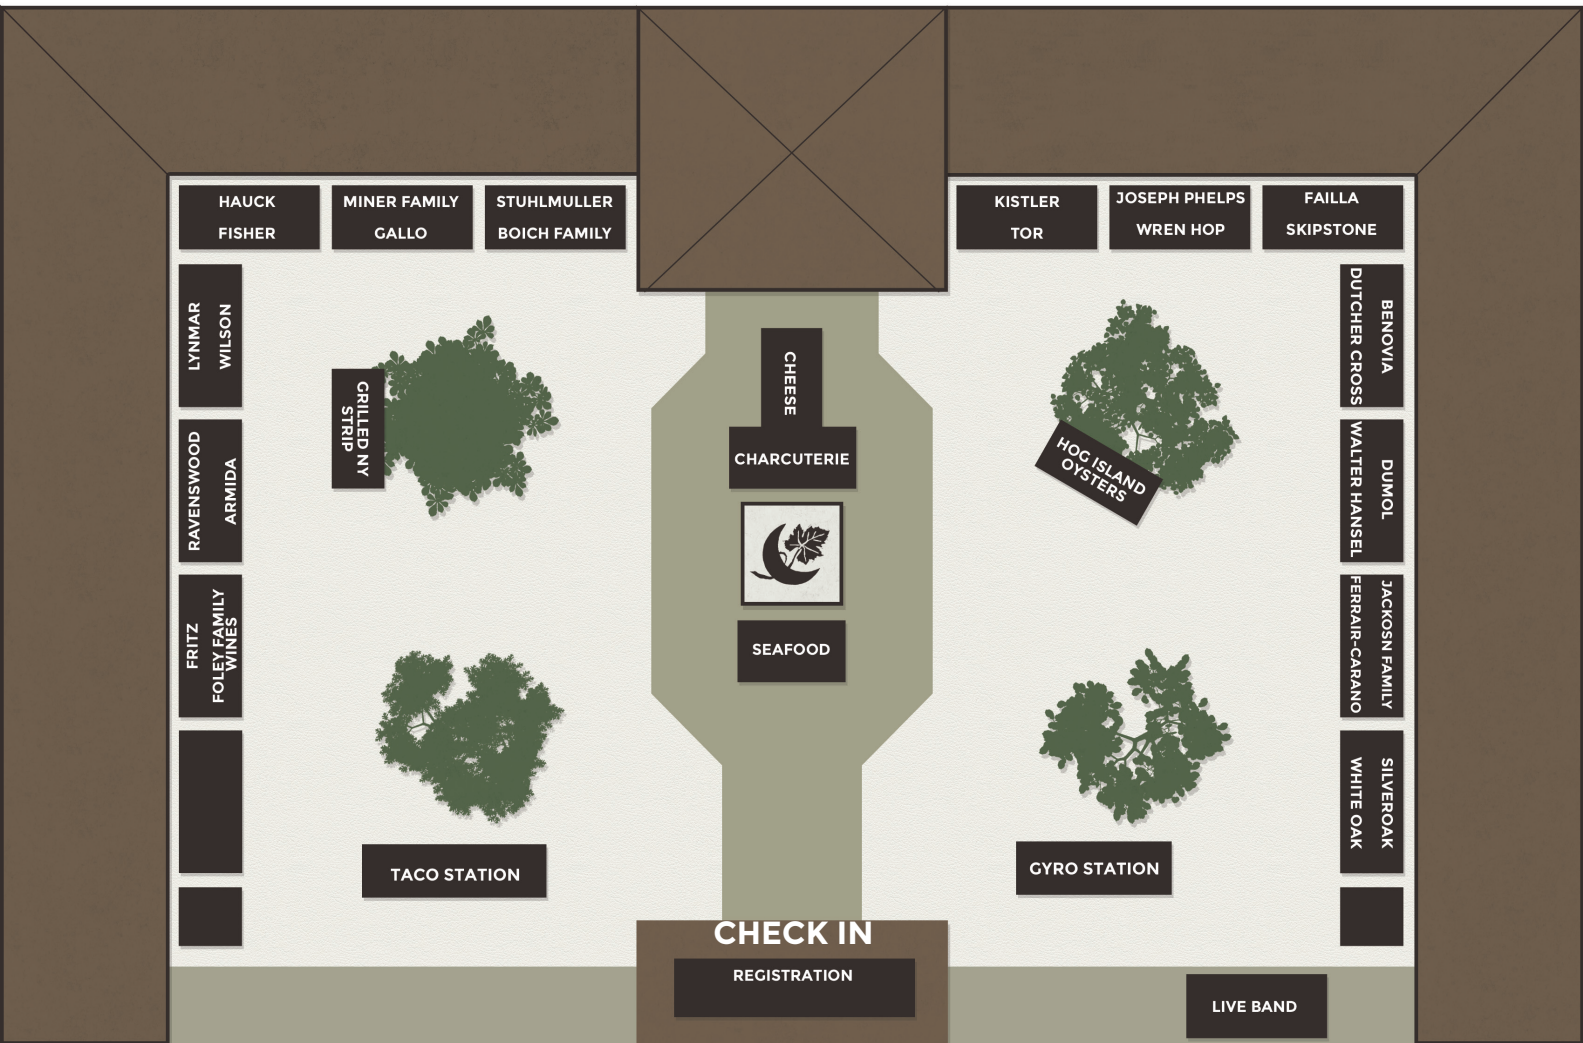 HAUCK
FISHER
MINER FAMILY
GALLO
STUHLMULLER
BOICH FAMILY
KISTLER
TOR
JOSEPH PHELPS
WREN HOP
FAILLA
SKIPSTONE
LYNMAR
WILSON
RAVENSWOOD
ARMIDA
FRITZ
FOLEY FAMILY
WINES
GRILLED NY
STRIP
TACO STATION
CHEESE
CHARCUTERIE
SEAFOOD
HOG ISLAND
OYSTERS
GYRO STATION
BENOVIA
DUTCHER CROSS
DUMOL
WALTER HANSEL
JACKOSN FAMILY
FERRAIR-CARANO
SILVEROAK
WHITE OAK
CHECK IN
REGISTRATION
LIVE BAND